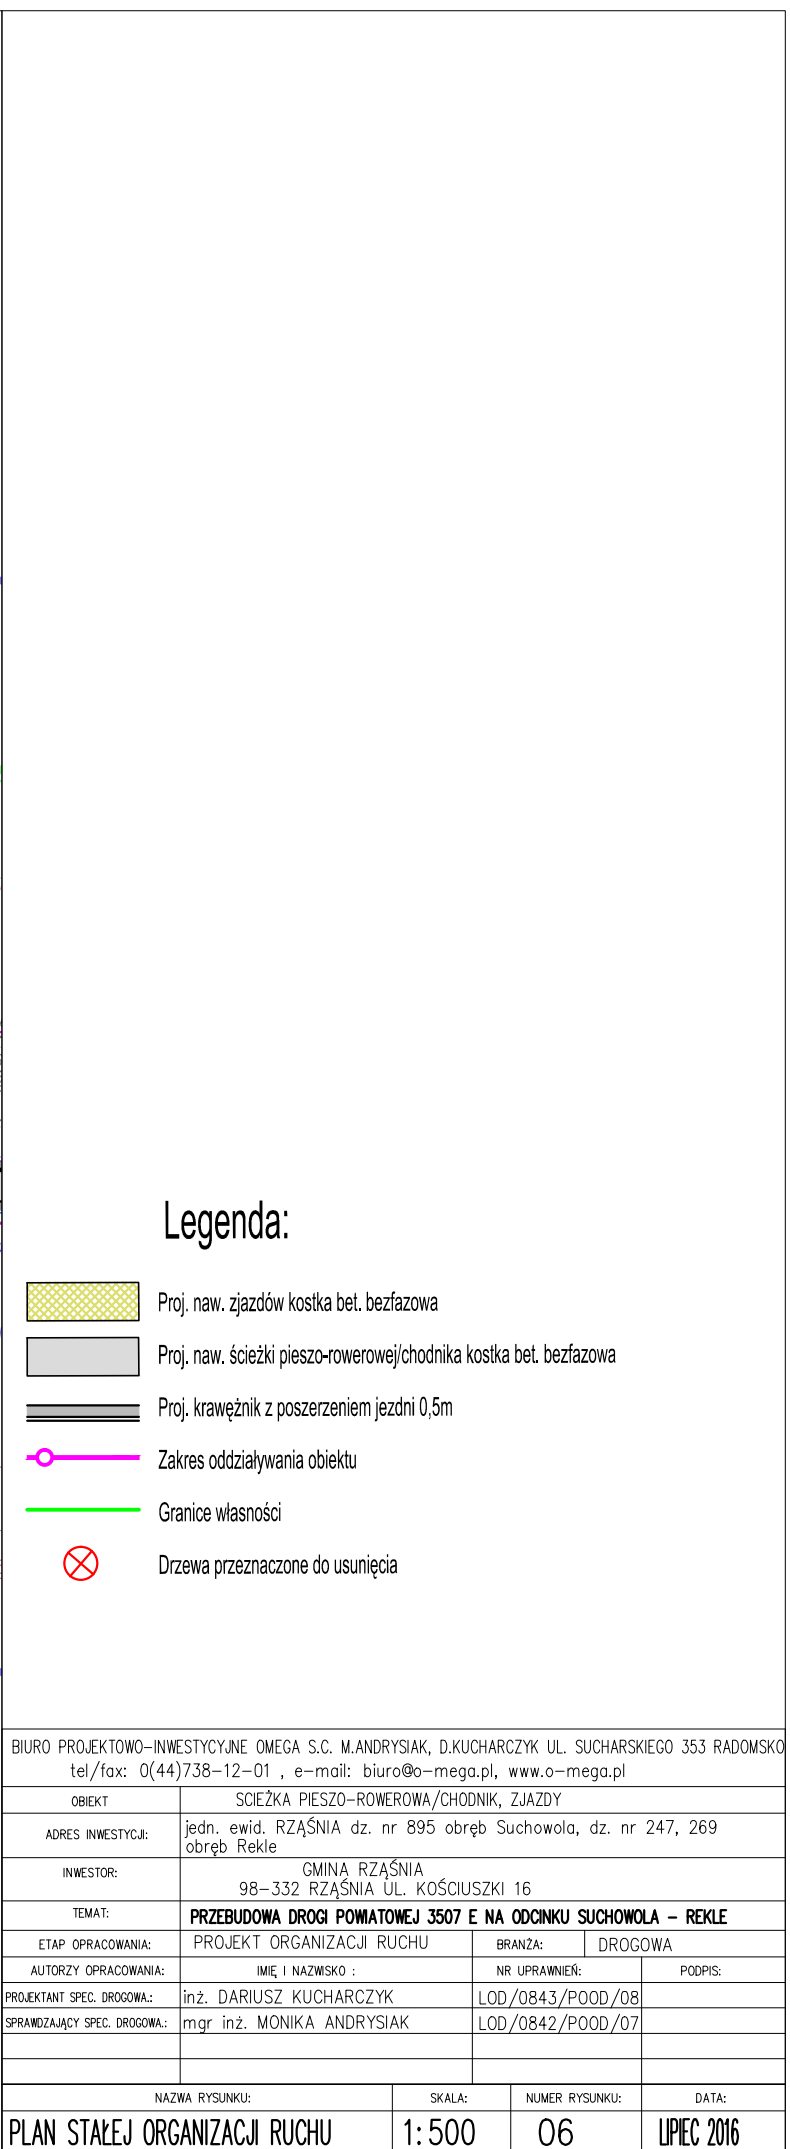 Legenda:
Proj. naw. zjazdów kostka bet. bezfazowa
Proj. naw. ścieżki pieszo-rowerowej/chodnika kostka bet. bezfazowa
Proj. krawężnik z poszerzeniem jezdni 0,5m
Zakres oddziaływania obiektu
Granice własności
Drzewa przeznaczone do usunięcia
BIURO PROJEKTOWO-INWESTYCYJNE OMEGA S.C. M.ANDRYSIAK, D.KUCHARCZYK UL. SUCHARSKIEGO 353 RADOMSKO
tel/fax: 0(44)738-12-01 , e-mail: biuro@o-mega.pl, www.o-mega.pl
OBIEKT SCIEŻKA PIESZO-ROWEROWA/CHODNIK, ZJAZDY
ADRES INWESTYCJI: jedn. ewid. RZĄŚNIA dz. nr 895 obręb Suchowola, dz. nr 247, 269
obręb Rekle
INWESTOR: GMINA RZĄŚNIA
98-332 RZĄŚNIA UL. KOŚCIUSZKI 16
TEMAT: PRZEBUDOWA DROGI POWIATOWEJ 3507 E NA ODCINKU SUCHOWOLA - REKLE
ETAP OPRACOWANIA: PROJEKT ORGANIZACJI RUCHU BRANŻA: DROGOWA
AUTORZY OPRACOWANIA: IMIĘ I NAZWISKO : NR UPRAWNIEŃ: PODPIS:
PROJEKTANT SPEC. DROGOWA.: inż. DARIUSZ KUCHARCZYK LOD/0843/POOD/08
SPRAWDZAJĄCY SPEC. DROGOWA.: mgr inż. MONIKA ANDRYSIAK LOD/0842/POOD/07
NAZWA RYSUNKU: SKALA: NUMER RYSUNKU: DATA:
PLAN STAŁEJ ORGANIZACJI RUCHU 1:500 06 LIPIEC 2016